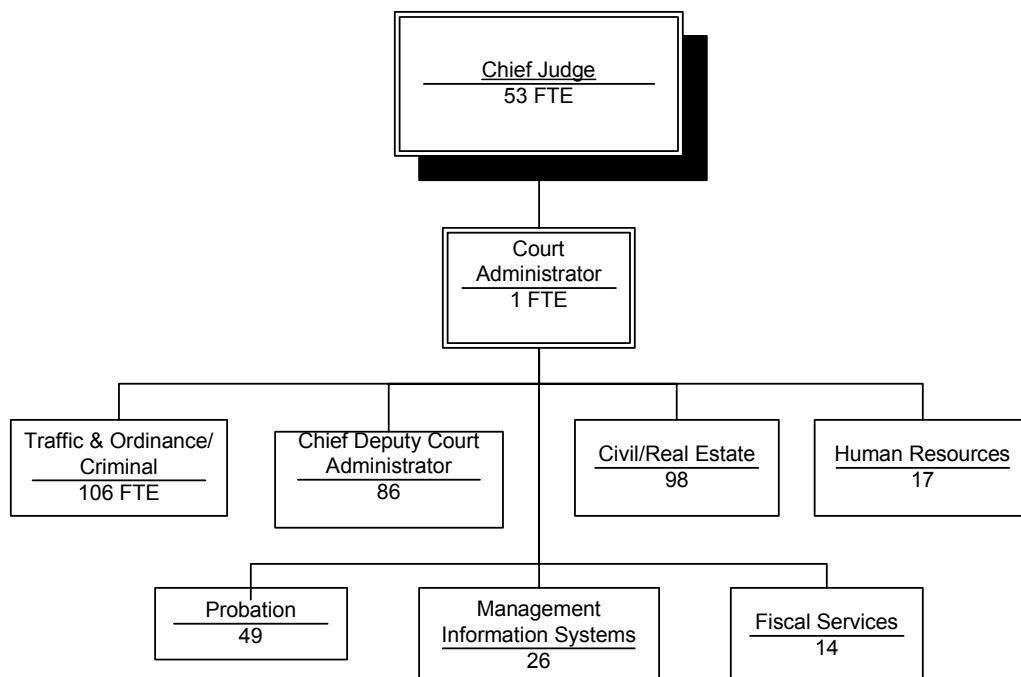 Chief Judge
53 FTE
Court
Administrator
1 FTE
Traffic & Ordinance/
Criminal
106 FTE
Chief Deputy Court
Administrator
86
Civil/Real Estate
98
Human Resources
17
Probation
49
Management
Information Systems
26
Fiscal Services
14